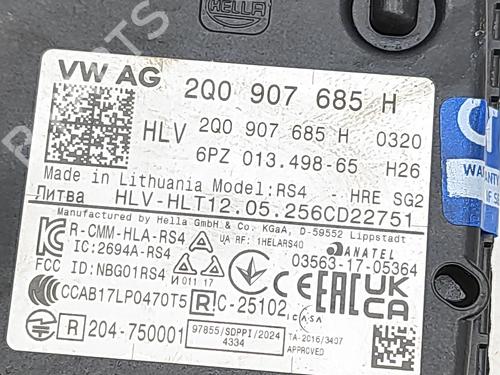 HELLA
VW AG 2Q0 907 685 H
HLV 2Q0 907 685 H 0320
6PZ 013.498-65 H26
Made in Lithuania Model:RS4 HRE SG2
Литва HLV-HLT12.05.256CD22751
Manufactured by Hella GmbH & Co. KGaA, D-59552 Lippstadt
R-CMM-HLA-RS4 UA RF: 1HELARS40 ANATEL
IC:2694A-RS4 03563-17-05364
FCC ID:NBG01RS4 И 011 17
CCAB17LP0470T5 R C-25102 ICASA
R 204-750001 97855/SDPPI/2024 TA-2016/3407
4334 APPROVED
WARRANTY